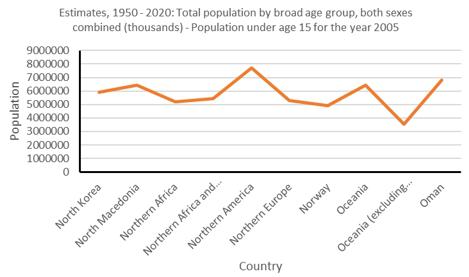 Estimates, 1950 - 2020: Total population by broad age group, both sexes
combined (thousands) - Population under age 15 for the year 2005
9000000
8000000
7000000
6000000
5000000
4000000
3000000
2000000
1000000
0
Population
North Korea
North Macedonia
Northern Africa
Northern Africa and…
Northern America
Northern Europe
Norway
Oceania
Oceania (excluding…
Oman
Country